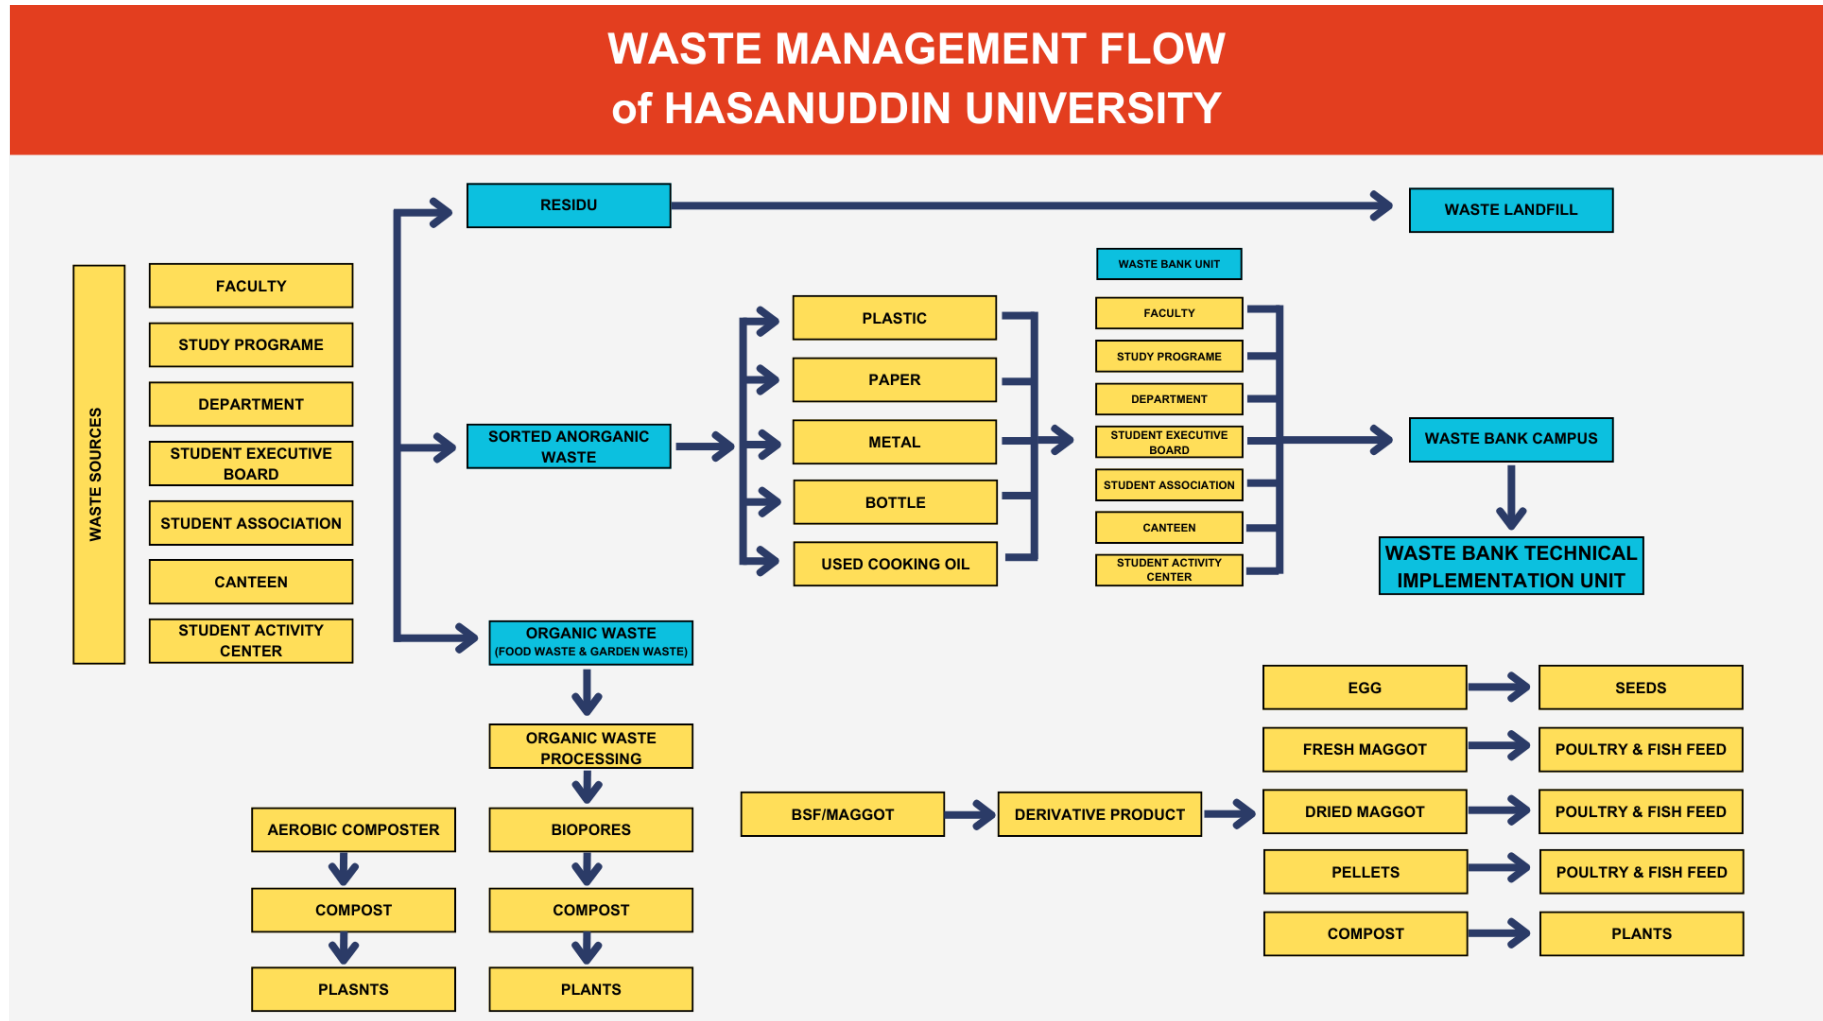 WASTE MANAGEMENT FLOW
of HASANUDDIN UNIVERSITY
WASTE SOURCES
FACULTY
STUDY PROGRAME
DEPARTMENT
STUDENT EXECUTIVE
BOARD
STUDENT ASSOCIATION
CANTEEN
STUDENT ACTIVITY
CENTER
RESIDU
WASTE LANDFILL
SORTED ANORGANIC
WASTE
PLASTIC
PAPER
METAL
BOTTLE
USED COOKING OIL
WASTE BANK UNIT
FACULTY
STUDY PROGRAME
DEPARTMENT
STUDENT EXECUTIVE
BOARD
STUDENT ASSOCIATION
CANTEEN
STUDENT ACTIVITY
CENTER
WASTE BANK CAMPUS
WASTE BANK TECHNICAL
IMPLEMENTATION UNIT
ORGANIC WASTE
(FOOD WASTE & GARDEN WASTE)
ORGANIC WASTE
PROCESSING
AEROBIC COMPOSTER
COMPOST
PLASNTS
BIOPORES
COMPOST
PLANTS
BSF/MAGGOT
DERIVATIVE PRODUCT
EGG
SEEDS
FRESH MAGGOT
POULTRY & FISH FEED
DRIED MAGGOT
POULTRY & FISH FEED
PELLETS
POULTRY & FISH FEED
COMPOST
PLANTS